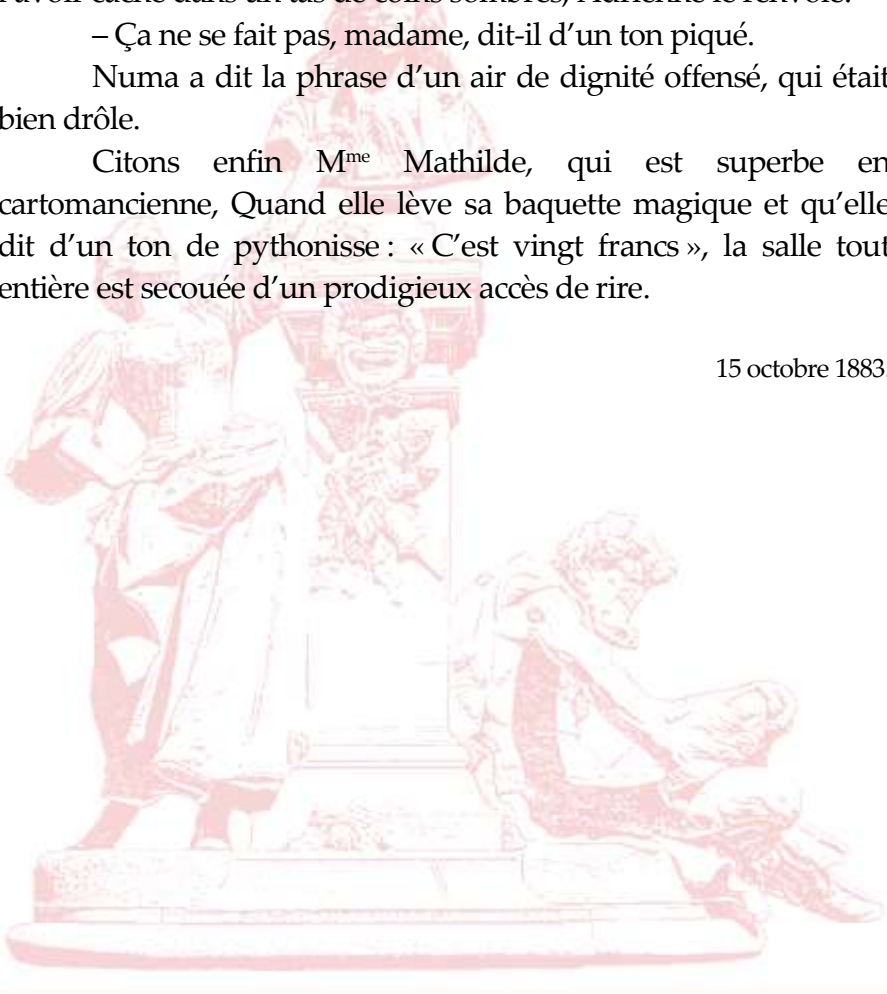 – Ça ne se fait pas, madame, dit-il d’un ton piqué.
Numa a dit la phrase d’un air de dignité offensé, qui était
bien drôle.
Citons enfin Mme Mathilde, qui est superbe en
cartomancienne, Quand elle lève sa baquette magique et qu’elle
dit d’un ton de pythonisse : « C’est vingt francs », la salle tout
entière est secouée d’un prodigieux accès de rire.
15 octobre 1883.